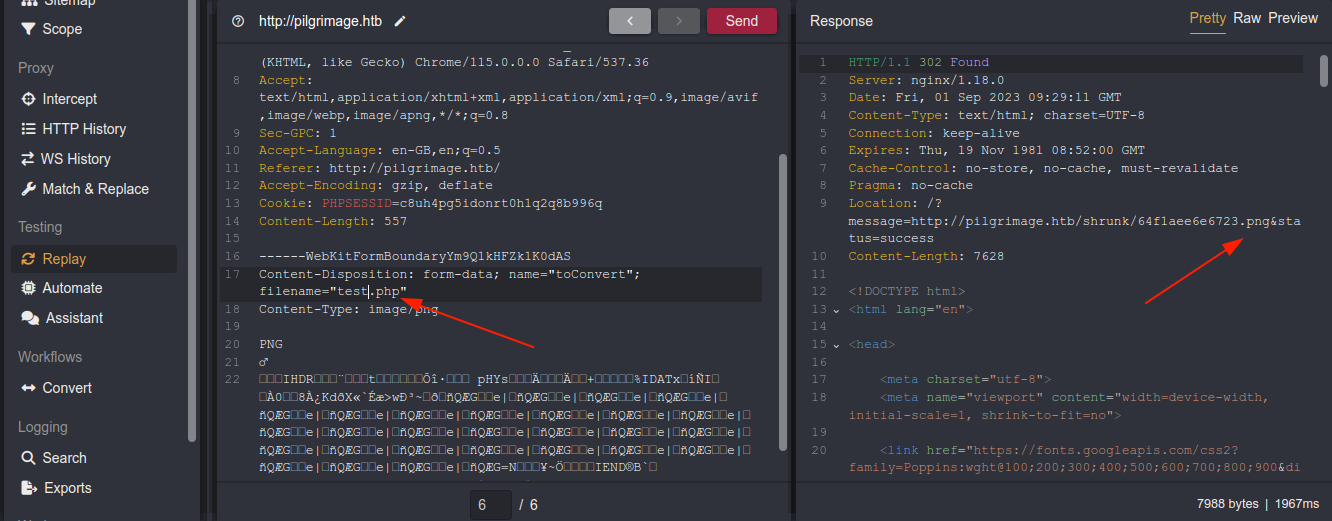 Sitemap
Scope
Proxy
Intercept
HTTP History
WS History
Match & Replace
Testing
Replay
Automate
Assistant
Workflows
Convert
Logging
Search
Exports
http://pilgrimage.htb
Send
(KHTML, like Gecko) Chrome/115.0.0.0 Safari/537.36
8 Accept:
text/html,application/xhtml+xml,application/xml;q=0.9,image/avif
,image/webp,image/apng,*/*;q=0.8
9 Sec-GPC: 1
10 Accept-Language: en-GB,en;q=0.5
11 Referer: http://pilgrimage.htb/
12 Accept-Encoding: gzip, deflate
13 Cookie: PHPSESSID=c8uh4pg5idonrt0h1q2q8b996q
14 Content-Length: 557
15
16 ------WebKitFormBoundaryYm9Q1kHFZk1K0dAS
17 Content-Disposition: form-data; name="toConvert";
filename="test.php"
18 Content-Type: image/png
19
20 PNG
21 ♂
22
6 / 6
Response
Pretty Raw Preview
1 HTTP/1.1 302 Found
2 Server: nginx/1.18.0
3 Date: Fri, 01 Sep 2023 09:29:11 GMT
4 Content-Type: text/html; charset=UTF-8
5 Connection: keep-alive
6 Expires: Thu, 19 Nov 1981 08:52:00 GMT
7 Cache-Control: no-store, no-cache, must-revalidate
8 Pragma: no-cache
9 Location: /?
message=http://pilgrimage.htb/shrunk/64f1aee6e6723.png&sta
tus=success
10 Content-Length: 7628
11
12 <!DOCTYPE html>
13 <html lang="en">
14
15 <head>
16
17 <meta charset="utf-8">
18 <meta name="viewport" content="width=device-width,
initial-scale=1, shrink-to-fit=no">
19
20 <link href="https://fonts.googleapis.com/css2?
family=Poppins:wght@100;200;300;400;500;600;700;800;900&di
7988 bytes | 1967ms